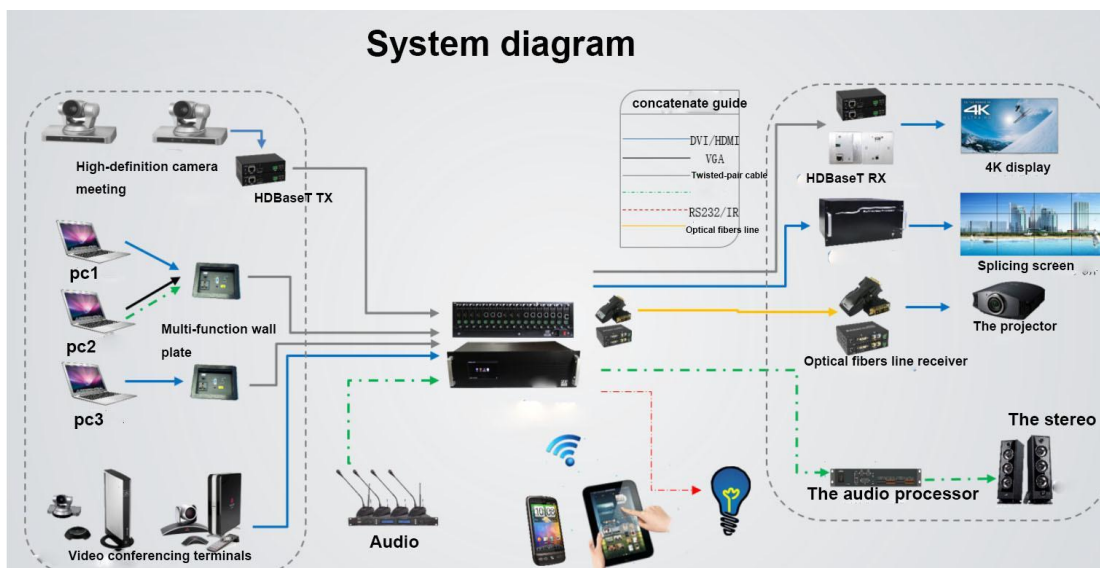 System diagram
concatenate guide
DVI/HDMI
VGA
Twisted-pair cable
RS232/IR
Optical fibers line
High-definition camera
meeting
HDBaseT TX
HDBaseT RX
4K
4K display
pc1
pc2
pc3
Multi-function wall
plate
Splicing screen
The projector
Optical fibers line receiver
The stereo
The audio processor
Audio
Video conferencing terminals